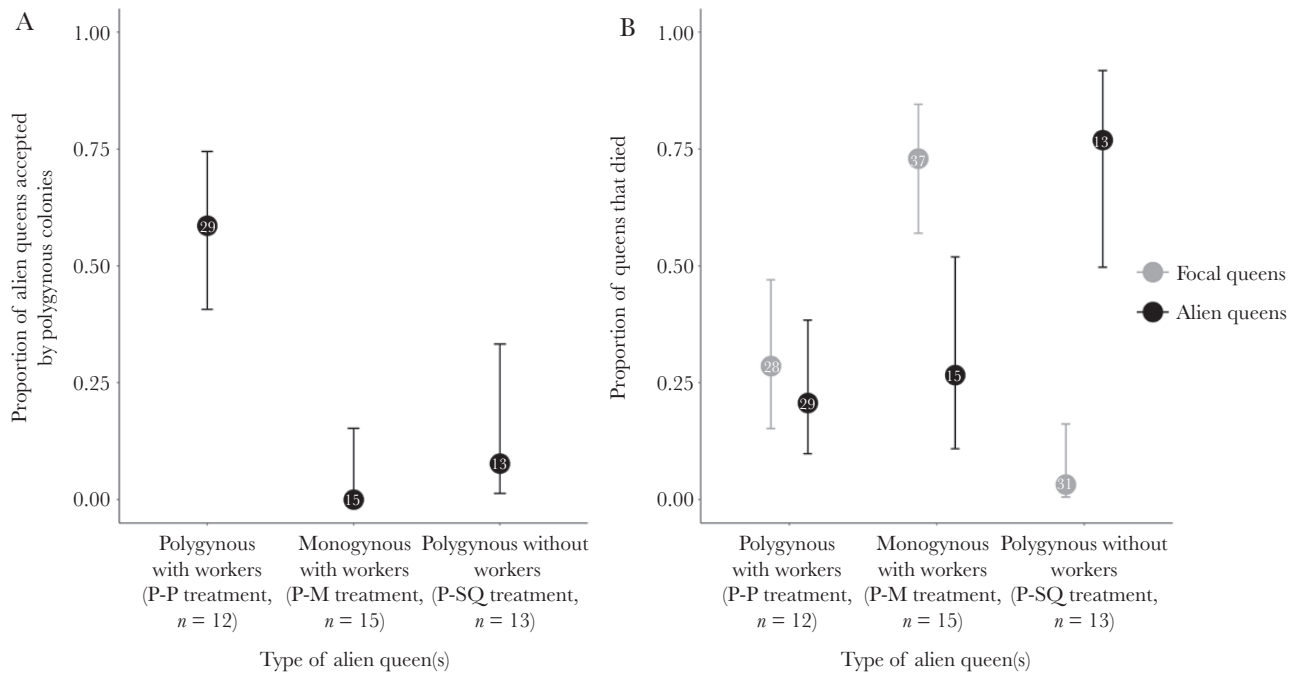 A
Proportion of alien queens accepted
by polygynous colonies
1.00
0.75
0.50
0.25
0.00
29
15
13
Polygynous
with workers
(P-P treatment,
n = 12)
Monogynous
with workers
(P-M treatment,
n = 15)
Polygynous without
workers
(P-SQ treatment,
n = 13)
Type of alien queen(s)
B
Proportion of queens that died
1.00
0.75
0.50
0.25
0.00
28
29
37
15
31
13
Polygynous
with workers
(P-P treatment,
n = 12)
Monogynous
with workers
(P-M treatment,
n = 15)
Polygynous without
workers
(P-SQ treatment,
n = 13)
Type of alien queen(s)
Focal queens
Alien queens